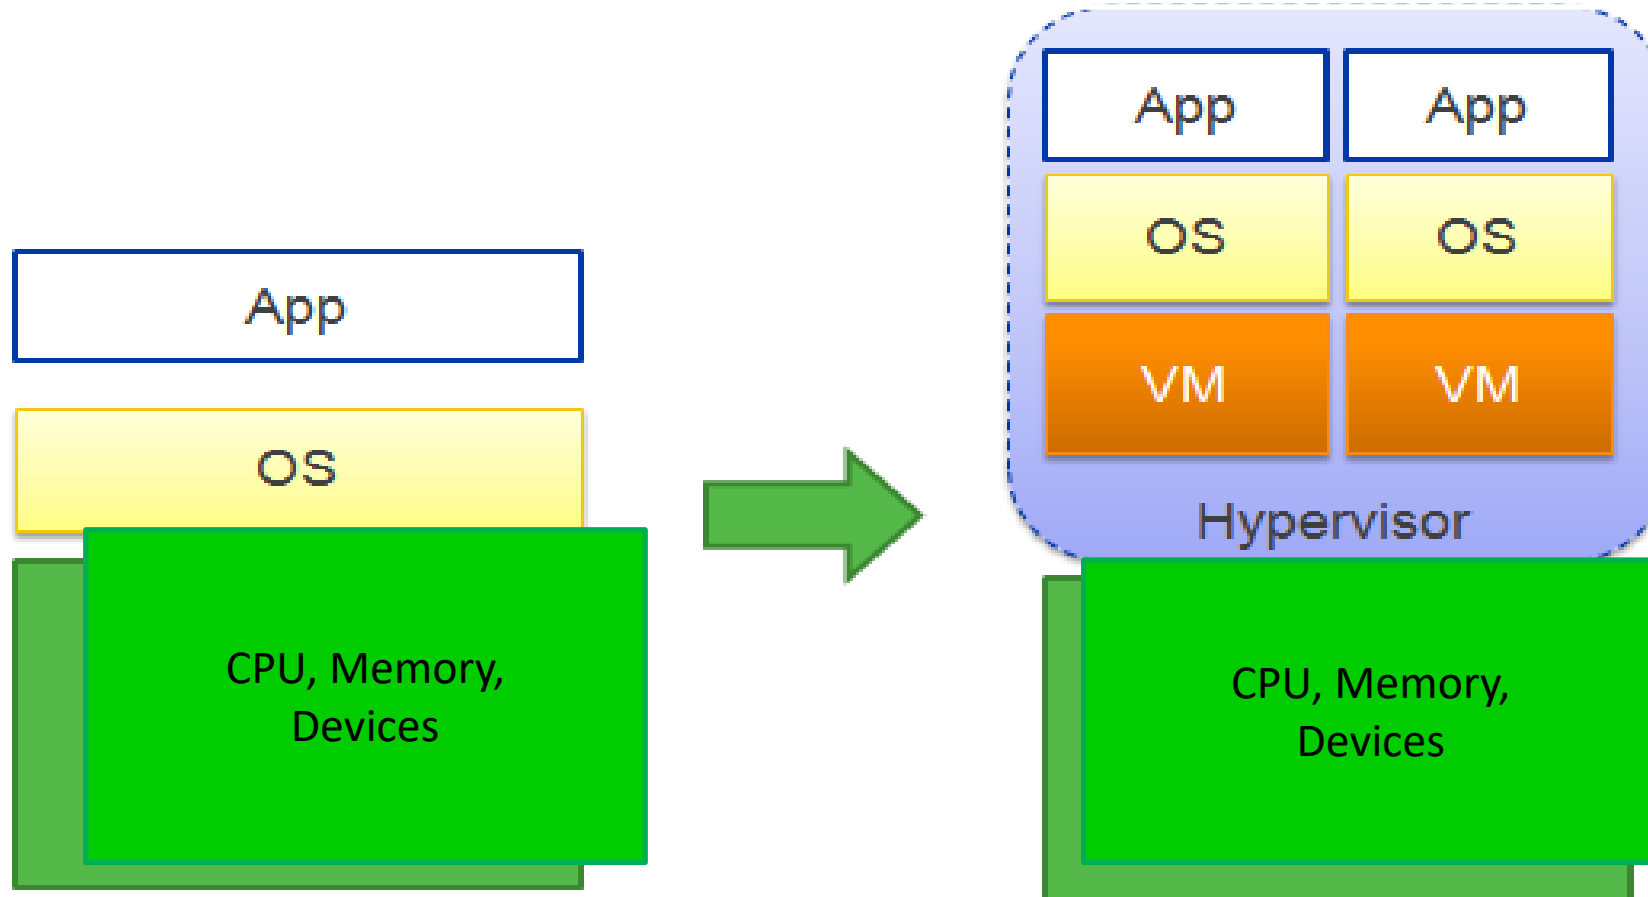 App
OS
CPU, Memory,
Devices
App App
OS OS
VM VM
Hypervisor
CPU, Memory,
Devices